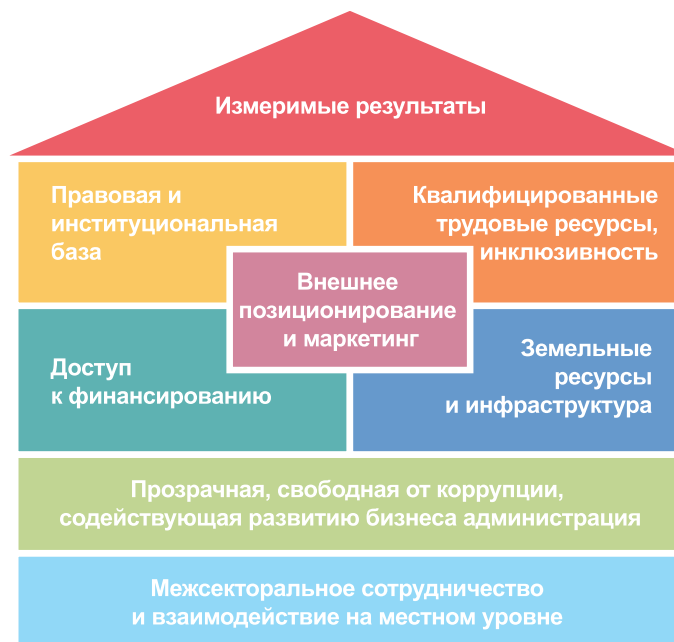 Измеримые результаты
Правовая и
институциональная
база
Квалифицированные
трудовые ресурсы,
инклюзивность
Внешнее
позиционирование
и маркетинг
Доступ
к финансированию
Земельные
ресурсы
и инфраструктура
Прозрачная, свободная от коррупции,
содействующая развитию бизнеса администрация
Межсекторальное сотрудничество
и взаимодействие на местном уровне